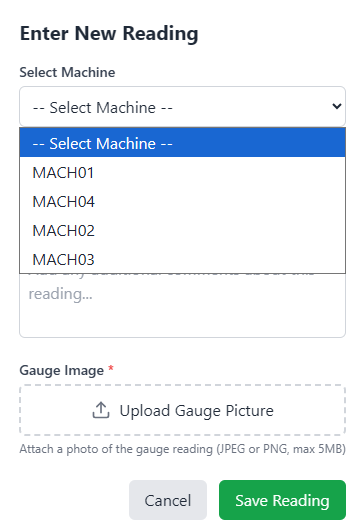 Enter New Reading
Select Machine
-- Select Machine --
-- Select Machine --
MACH01
MACH04
MACH02
MACH03
reading...
Gauge Image *
Upload Gauge Picture
Attach a photo of the gauge reading (JPEG or PNG, max 5MB)
Cancel
Save Reading